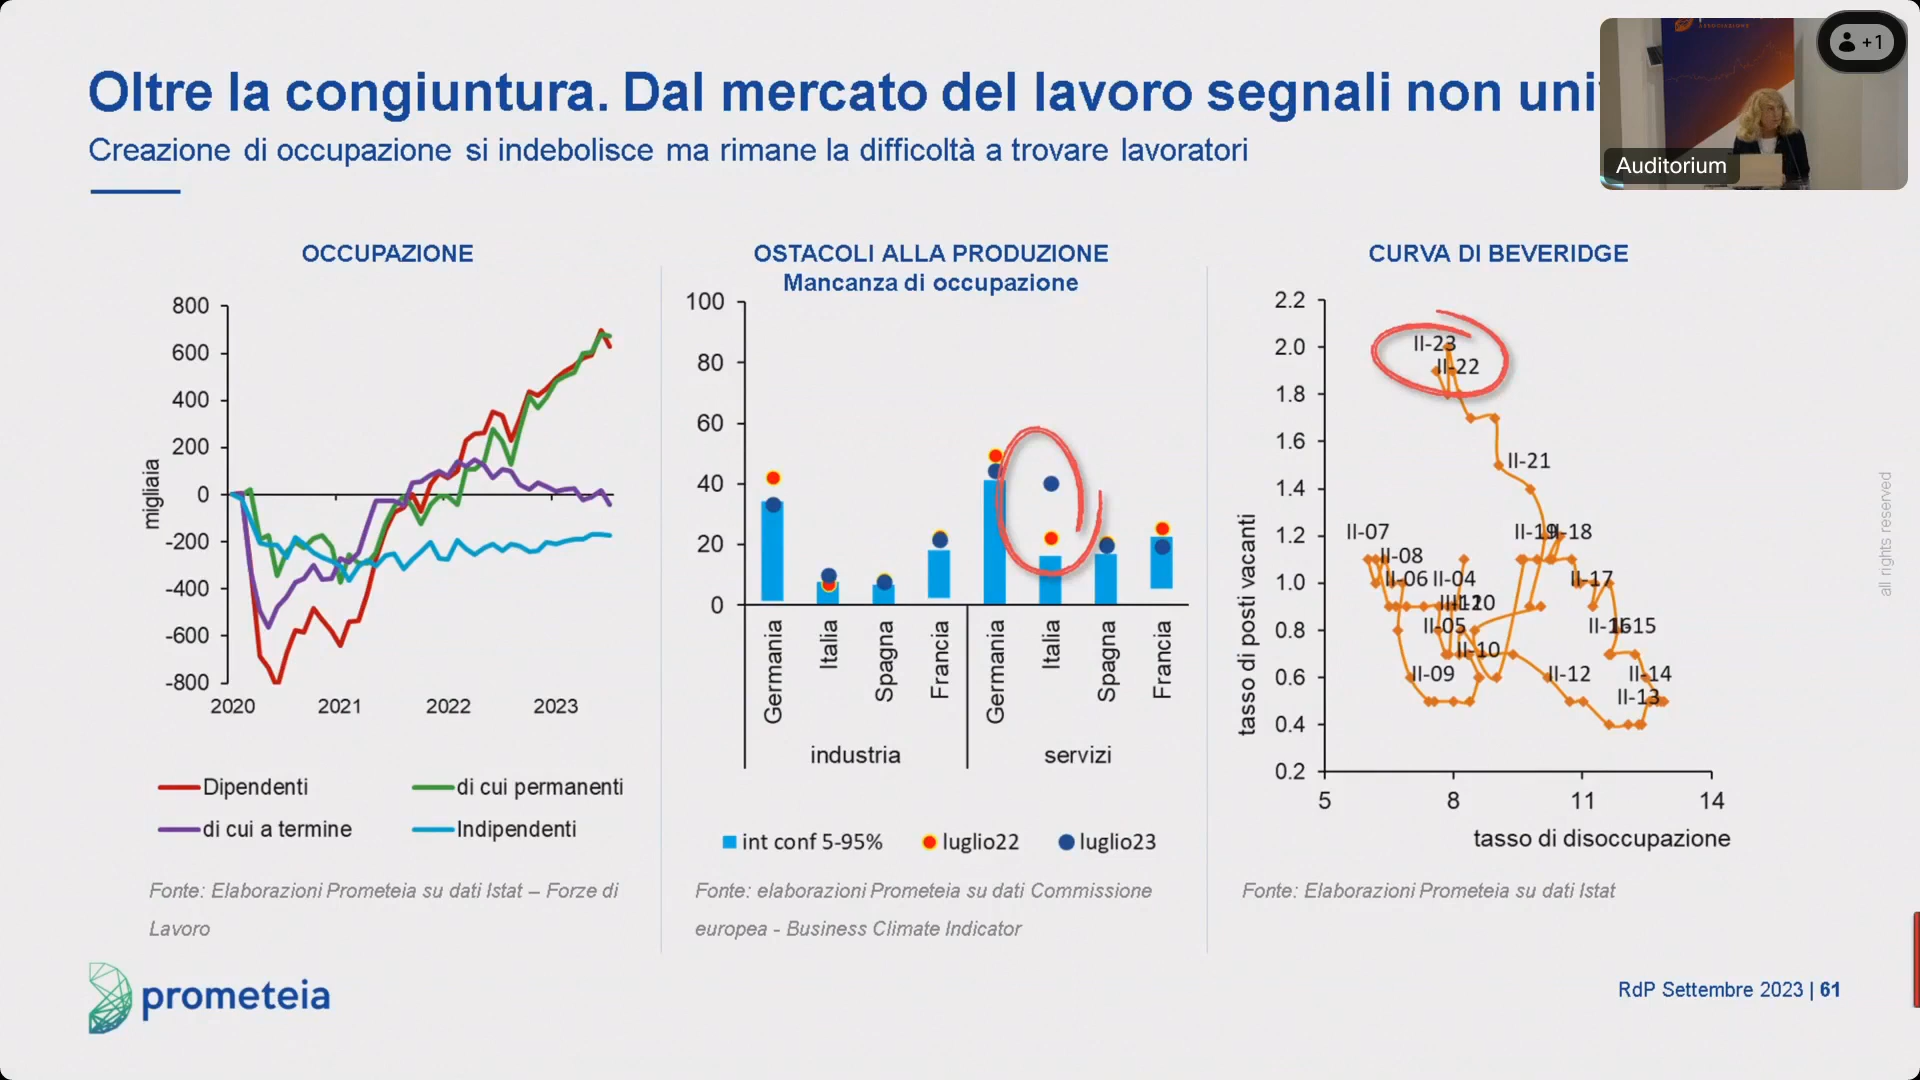 Oltre la congiuntura. Dal mercato del lavoro segnali non
Creazione di occupazione si indebolisce ma rimane la difficoltà a trovare lavoratori
+1
Auditorium
OCCUPAZIONE
800
600
400
200
0
-200
-400
-600
-800
migliaia
2020 2021 2022 2023
Dipendenti di cui permanenti
di cui a termine Indipendenti
Fonte: Elaborazioni Prometeia su dati Istat – Forze di
Lavoro
OSTACOLI ALLA PRODUZIONE
Mancanza di occupazione
100
80
60
40
20
0
Germania Italia Spagna Francia Germania Italia Spagna Francia
industria servizi
int conf 5-95% luglio22 luglio23
Fonte: elaborazioni Prometeia su dati Commissione
europea - Business Climate Indicator
CURVA DI BEVERIDGE
2.2
2.0
1.8
1.6
1.4
1.2
1.0
0.8
0.6
0.4
0.2
tasso di posti vacanti
II-23
II-22
II-21
II-07 II-19 II-18
II-08
II-06 II-04 II-17
II-05 II-16 II-15
II-10
II-09 II-12 II-14
II-13
5 8 11 14
tasso di disoccupazione
Fonte: Elaborazioni Prometeia su dati Istat
all rights reserved
prometeia
RdP Settembre 2023 | 61